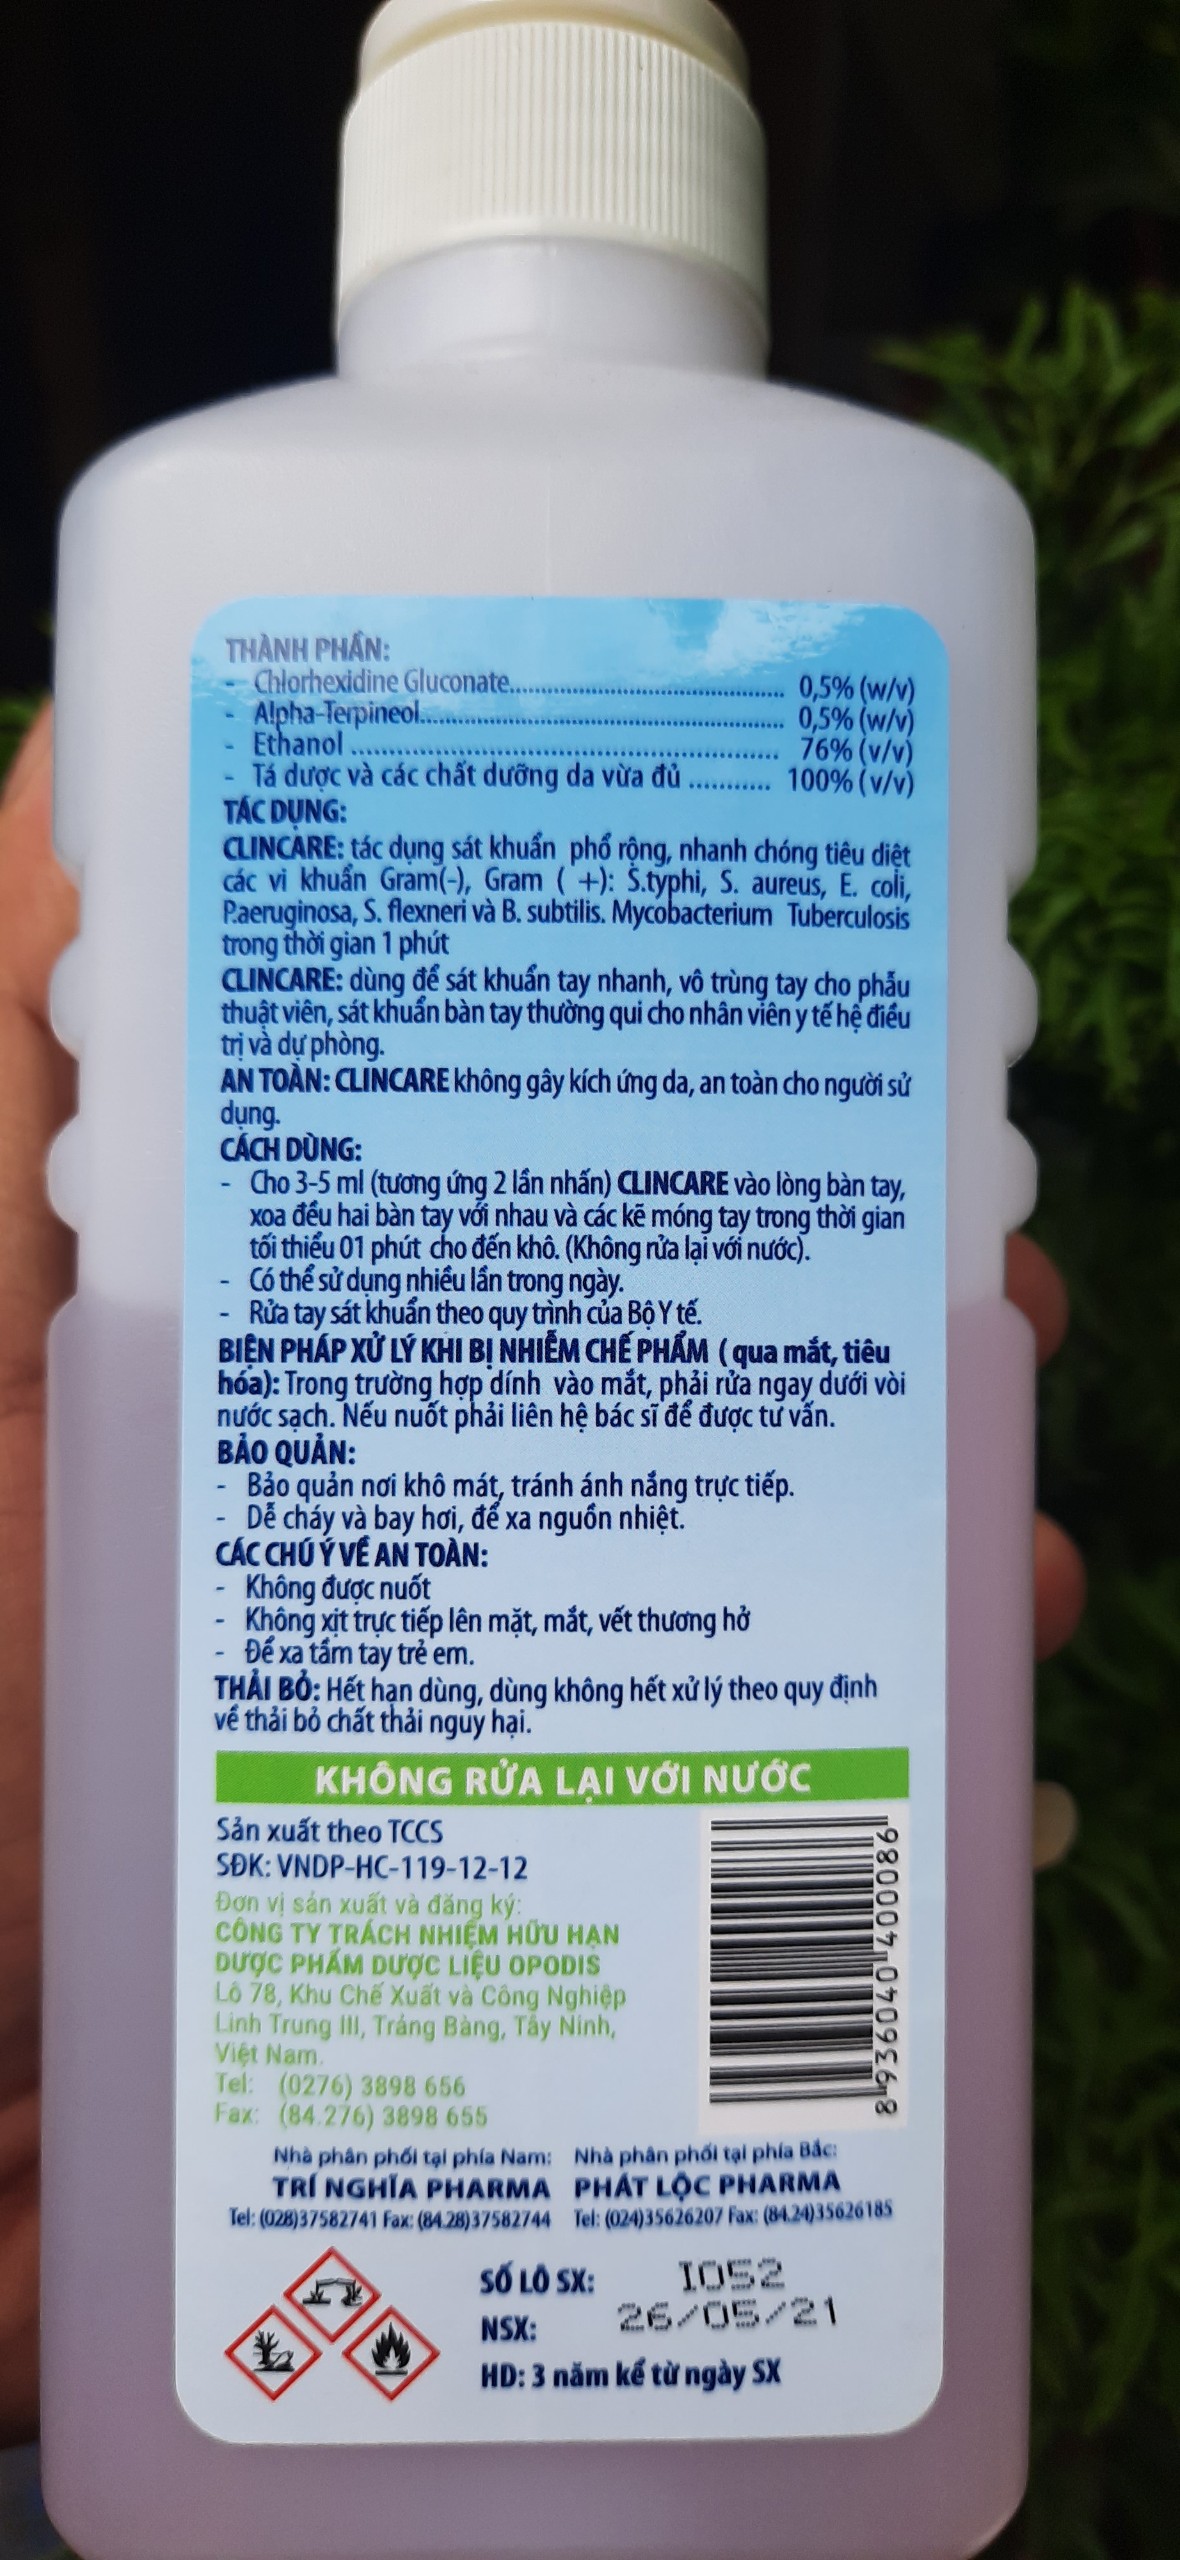 THÀNH PHẦN:
- Chlorhexidine Gluconate........................................ 0,5% (w/v)
- Alpha-Terpineol..................................................... 0,5% (w/v)
- Ethanol .............................................................. 76% (v/v)
- Tá dược và các chất dưỡng da vừa đủ ........... 100% (v/v)
TÁC DỤNG:
CLINCARE: tác dụng sát khuẩn phổ rộng, nhanh chóng tiêu diệt
các vi khuẩn Gram(-), Gram ( +): S.typhi, S. aureus, E. coli,
P.aeruginosa, S. flexneri và B. subtilis. Mycobacterium Tuberculosis
trong thời gian 1 phút
CLINCARE: dùng để sát khuẩn tay nhanh, vô trùng tay cho phẫu
thuật viên, sát khuẩn bàn tay thường qui cho nhân viên y tế hệ điều
trị và dự phòng.
AN TOÀN: CLINCARE không gây kích ứng da, an toàn cho người sử
dụng.
CÁCH DÙNG:
- Cho 3-5 ml (tương ứng 2 lần nhấn) CLINCARE vào lòng bàn tay,
xoa đều hai bàn tay với nhau và các kẽ móng tay trong thời gian
tối thiểu 01 phút cho đến khô. (Không rửa lại với nước).
- Có thể sử dụng nhiều lần trong ngày.
- Rửa tay sát khuẩn theo quy trình của Bộ Y tế.
BIỆN PHÁP XỬ LÝ KHI BỊ NHIỄM CHẾ PHẨM ( qua mắt, tiêu
hóa): Trong trường hợp dính vào mắt, phải rửa ngay dưới vòi
nước sạch. Nếu nuốt phải liên hệ bác sĩ để được tư vấn.
BẢO QUẢN:
- Bảo quản nơi khô mát, tránh ánh nắng trực tiếp.
- Dễ cháy và bay hơi, để xa nguồn nhiệt.
CÁC CHÚ Ý VỀ AN TOÀN:
- Không được nuốt
- Không xịt trực tiếp lên mặt, mắt, vết thương hở
- Để xa tầm tay trẻ em.
THẢI BỎ: Hết hạn dùng, dùng không hết xử lý theo quy định
về thải bỏ chất thải nguy hại.
KHÔNG RỬA LẠI VỚI NƯỚC
Sản xuất theo TCCS
SĐK: VNDP-HC-119-12-12
Đơn vị sản xuất và đăng ký:
CÔNG TY TRÁCH NHIỆM HỮU HẠN
DƯỢC PHẨM DƯỢC LIỆU OPODIS
Lô 78, Khu Chế Xuất và Công Nghiệp
Linh Trung III, Trảng Bàng, Tây Ninh,
Việt Nam.
Tel: (0276) 3898 656
Fax: (84.276) 3898 655
8 936040 400086
Nhà phân phối tại phía Nam: Nhà phân phối tại phía Bắc:
TRÍ NGHĨA PHARMA PHÁT LỘC PHARMA
Tel: (028)37582741 Fax: (84.28)37582744 Tel: (024)35626207 Fax: (84.24)35626185
SỐ LÔ SX: I052
NSX: 26/05/21
HD: 3 năm kể từ ngày SX